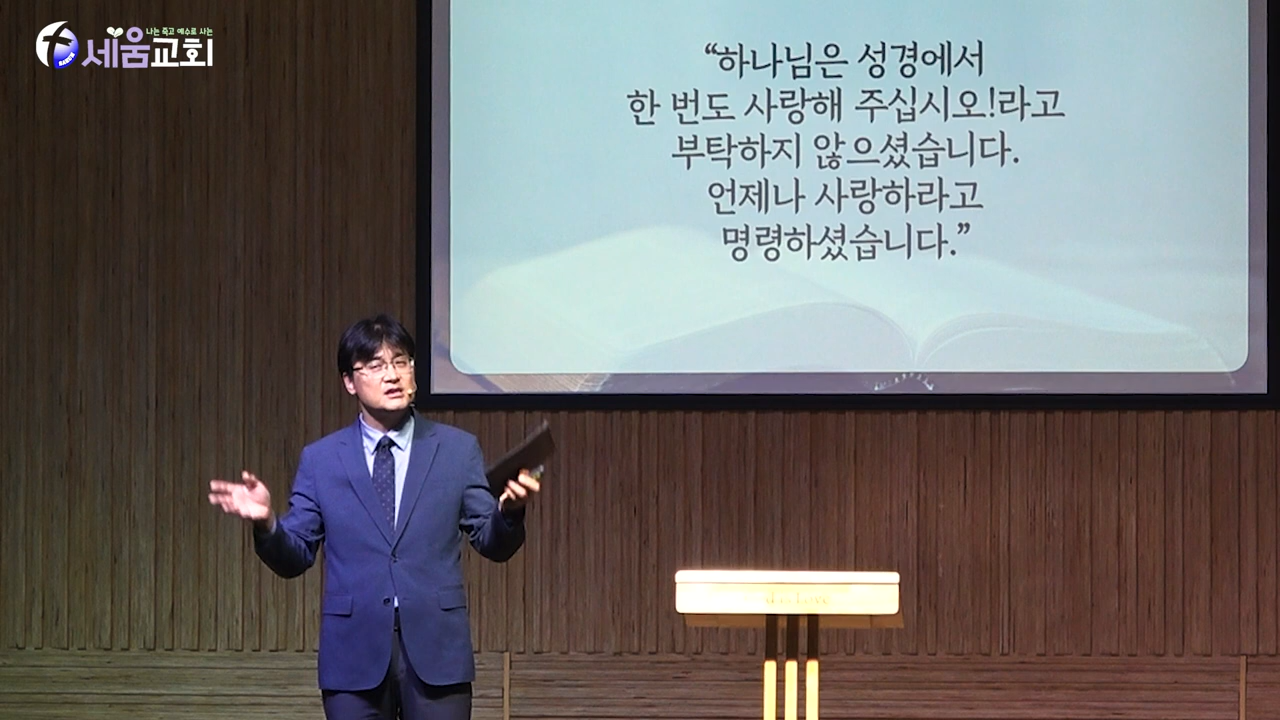 나는 죽고 예수로 사는
세움교회
“하나님은 성경에서
한 번도 사랑해 주십시오!라고
부탁하지 않으셨습니다.
언제나 사랑하라고
명령하셨습니다.”